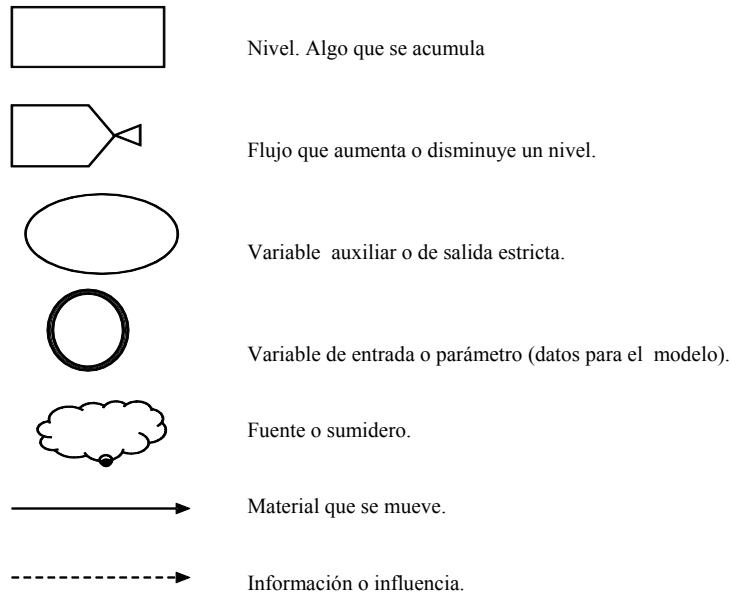 Nivel. Algo que se acumula
Flujo que aumenta o disminuye un nivel.
Variable auxiliar o de salida estricta.
Variable de entrada o parámetro (datos para el modelo).
Fuente o sumidero.
Material que se mueve.
Información o influencia.